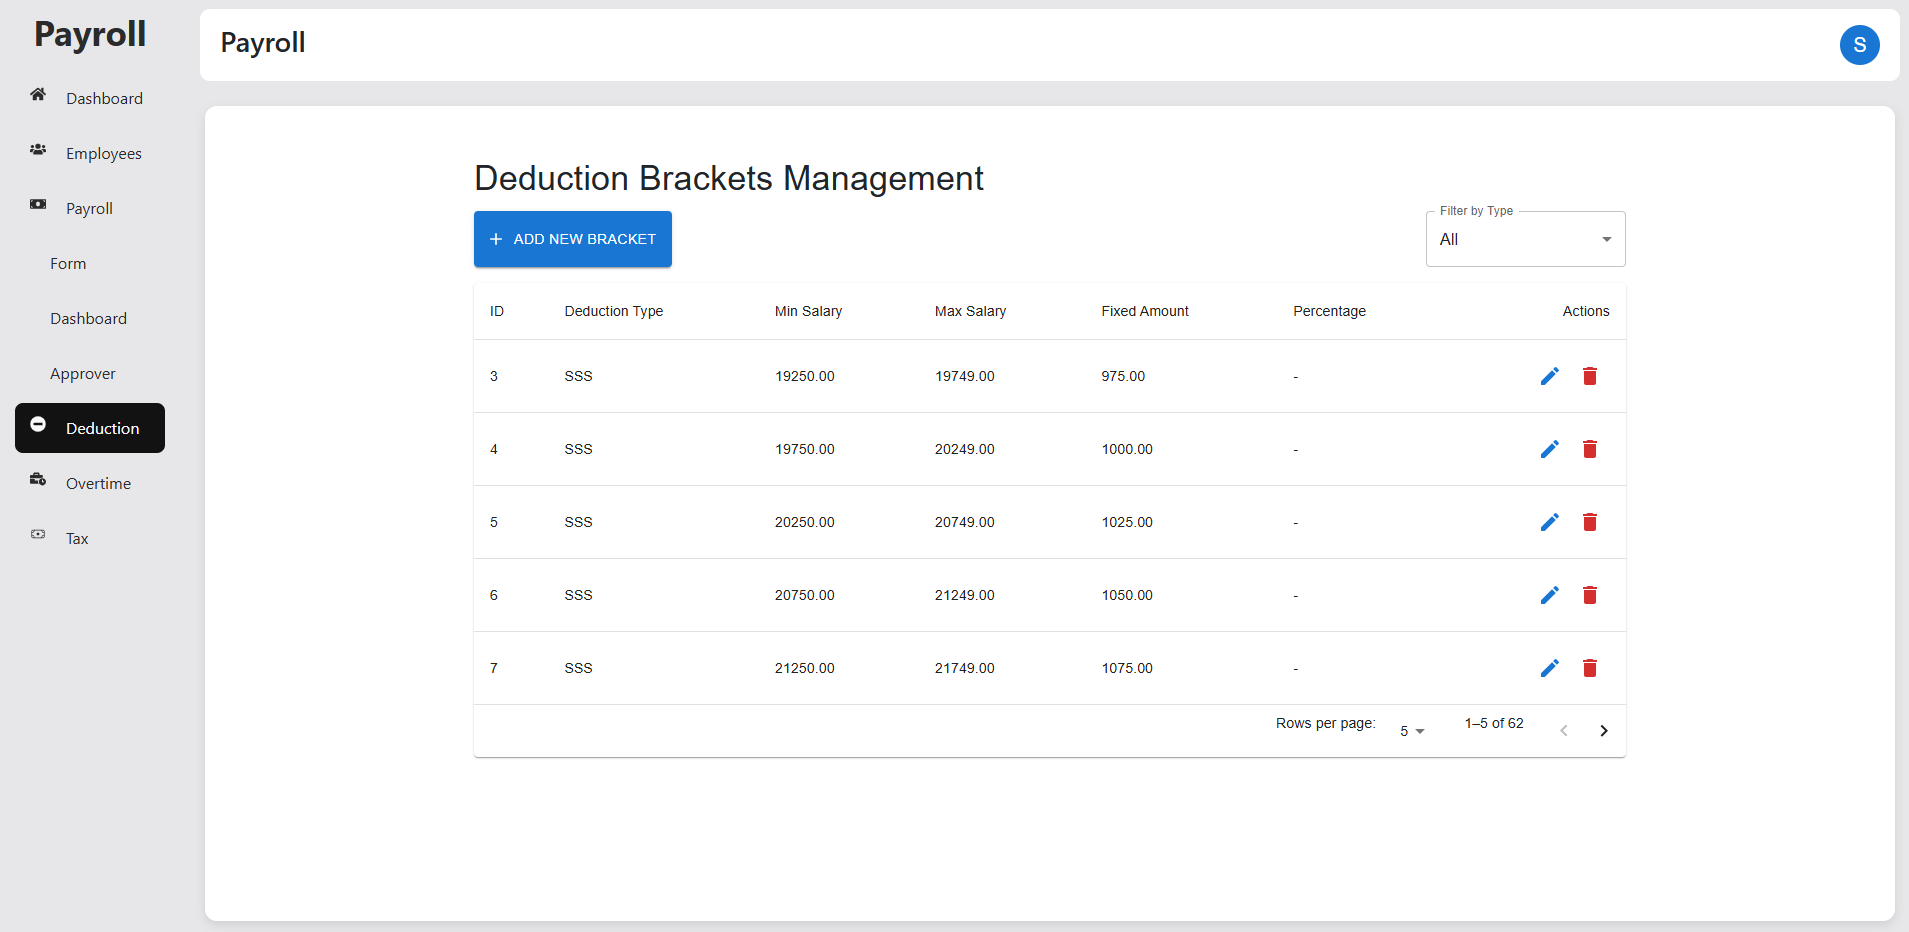 Payroll
Dashboard
Employees
Payroll
Form
Dashboard
Approver
Deduction
Overtime
Tax
Payroll
S
Deduction Brackets Management
ADD NEW BRACKET
Filter by Type
All
ID Deduction Type Min Salary Max Salary Fixed Amount Percentage Actions
3 SSS 19250.00 19749.00 975.00 -
4 SSS 19750.00 20249.00 1000.00 -
5 SSS 20250.00 20749.00 1025.00 -
6 SSS 20750.00 21249.00 1050.00 -
7 SSS 21250.00 21749.00 1075.00 -
Rows per page: 5 1–5 of 62